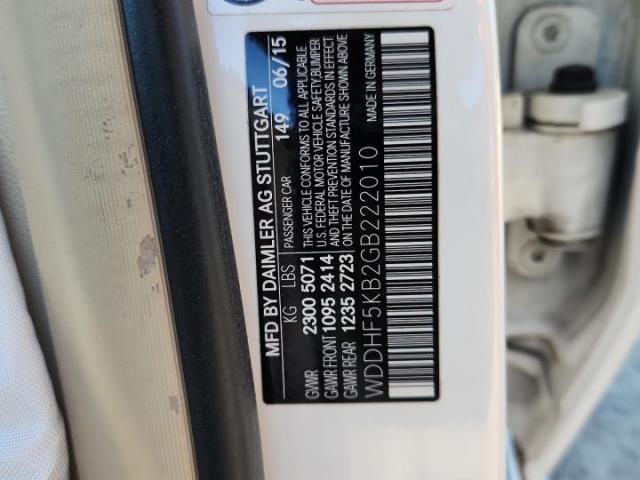 MFD BY DAIMLER AG STUTTGART
KG LBS PASSENGER CAR 149 06/15
GVWR 2300 5071 THIS VEHICLE CONFORMS TO ALL APPLICABLE
GAWR FRONT 1095 2414 U.S. FEDERAL MOTOR VEHICLE SAFETY, BUMPER
GAWR REAR 1235 2723 AND THEFT PREVENTION STANDARDS IN EFFECT
ON THE DATE OF MANUFACTURE SHOWN ABOVE
WDDHF5KB2GB222010 MADE IN GERMANY